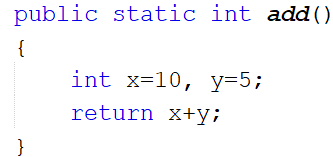 public static int add()
{
    int x=10, y=5;
    return x+y;
}